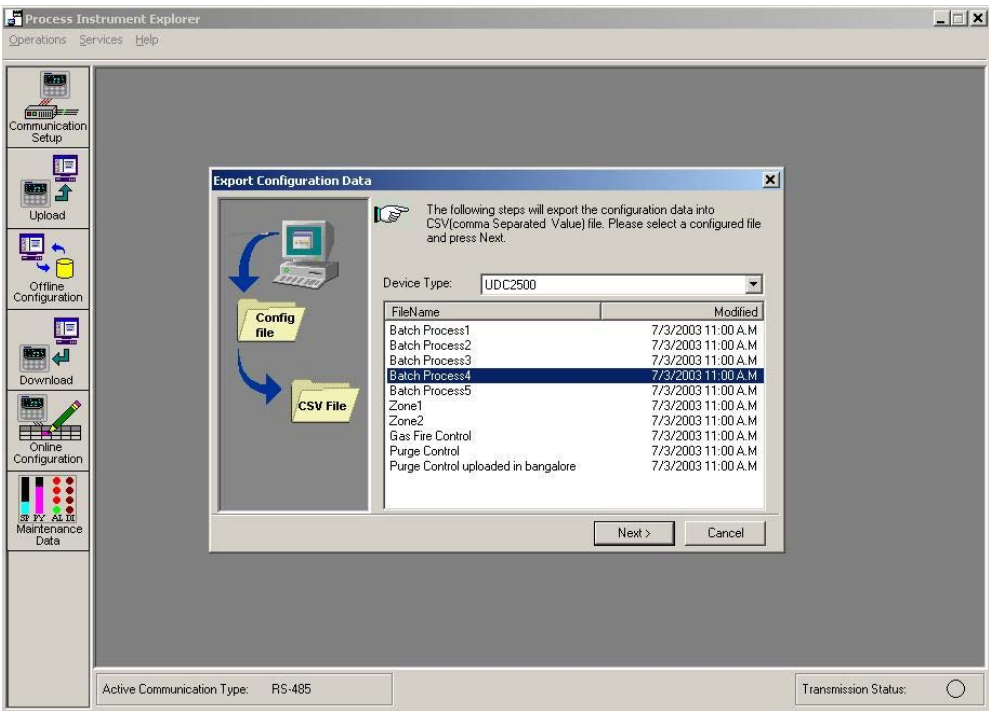 Process Instrument Explorer
Operations Services Help
Communication
Setup
Upload
Offline
Configuration
Download
Online
Configuration
SP PV AL DI
Maintenance
Data
Export Configuration Data
The following steps will export the configuration data into
CSV(comma Separated Value) file. Please select a configured file
and press Next.
Device Type: UDC2500
FileName Modified
Batch Process1 7/3/2003 11:00 A.M
Batch Process2 7/3/2003 11:00 A.M
Batch Process3 7/3/2003 11:00 A.M
Batch Process4 7/3/2003 11:00 A.M
Batch Process5 7/3/2003 11:00 A.M
Zone1 7/3/2003 11:00 A.M
Zone2 7/3/2003 11:00 A.M
Gas Fire Control 7/3/2003 11:00 A.M
Purge Control 7/3/2003 11:00 A.M
Purge Control uploaded in bangalore 7/3/2003 11:00 A.M
Config
file
CSV File
Next > Cancel
Active Communication Type: RS-485
Transmission Status: